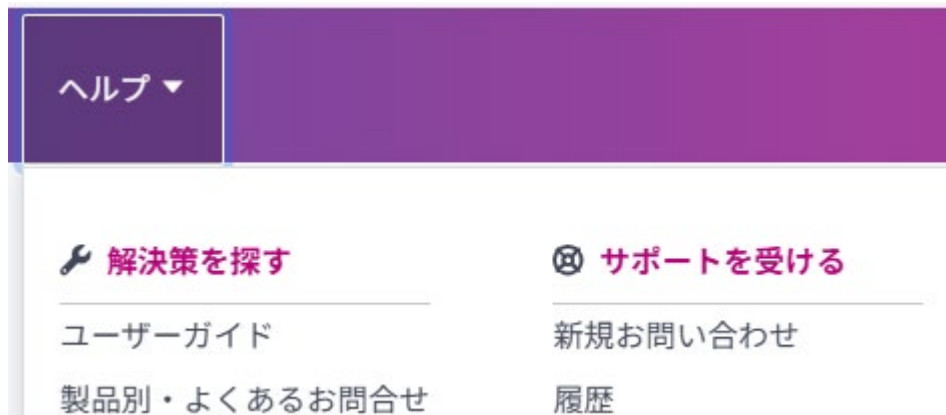 ヘルプ
解決策を探す
ユーザーガイド
製品別・よくあるお問合せ
サポートを受ける
新規お問い合わせ
履歴